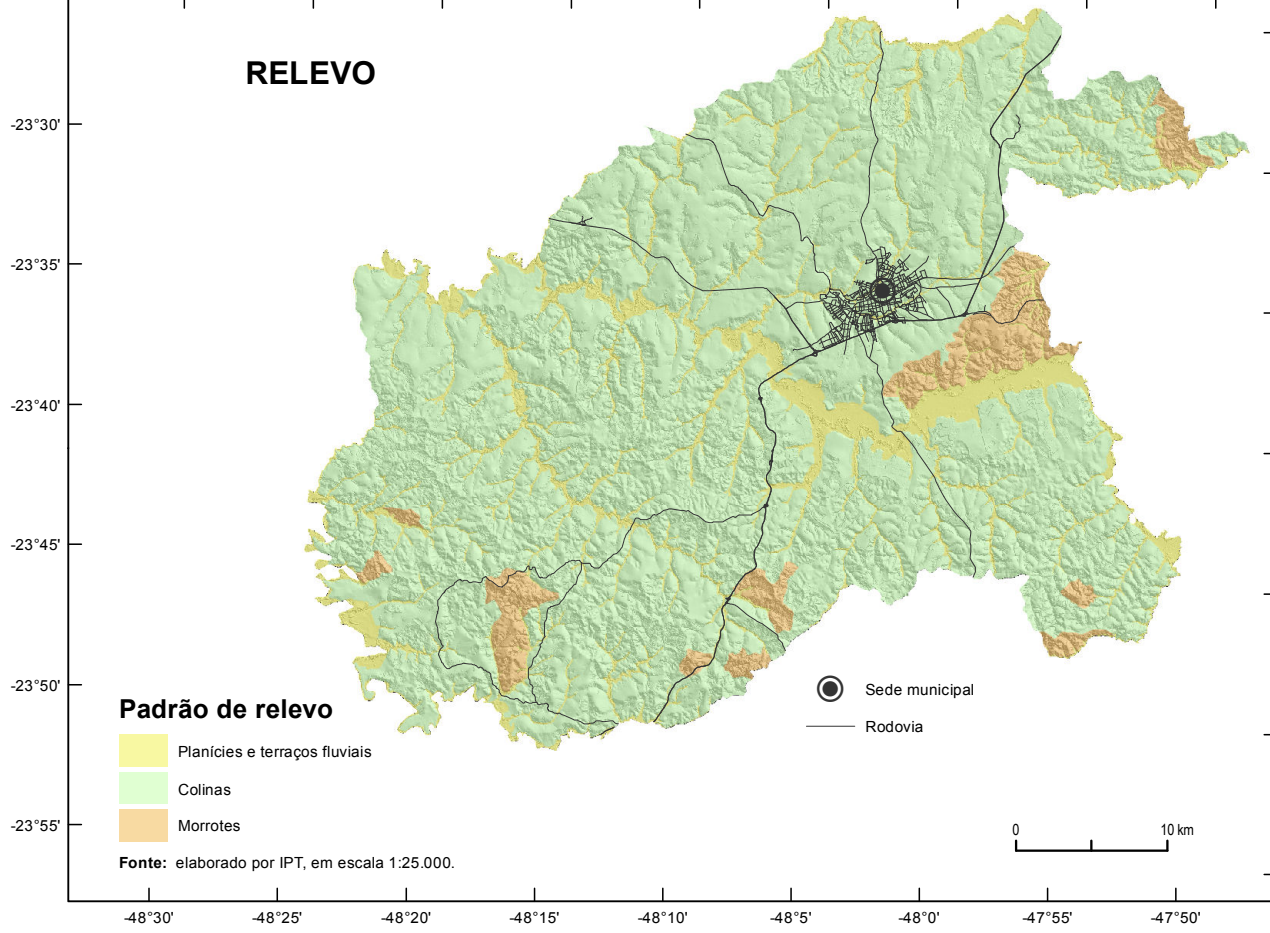 RELEVO
-23°30'
-23°35'
-23°40'
-23°45'
-23°50'
-23°55'
Sede municipal
Rodovia
Padrão de relevo
Planícies e terraços fluviais
Colinas
Morrotes
Fonte: elaborado por IPT, em escala 1:25.000.
0 10 km
-48°30' -48°25' -48°20' -48°15' -48°10' -48°5' -48°0' -47°55' -47°50'